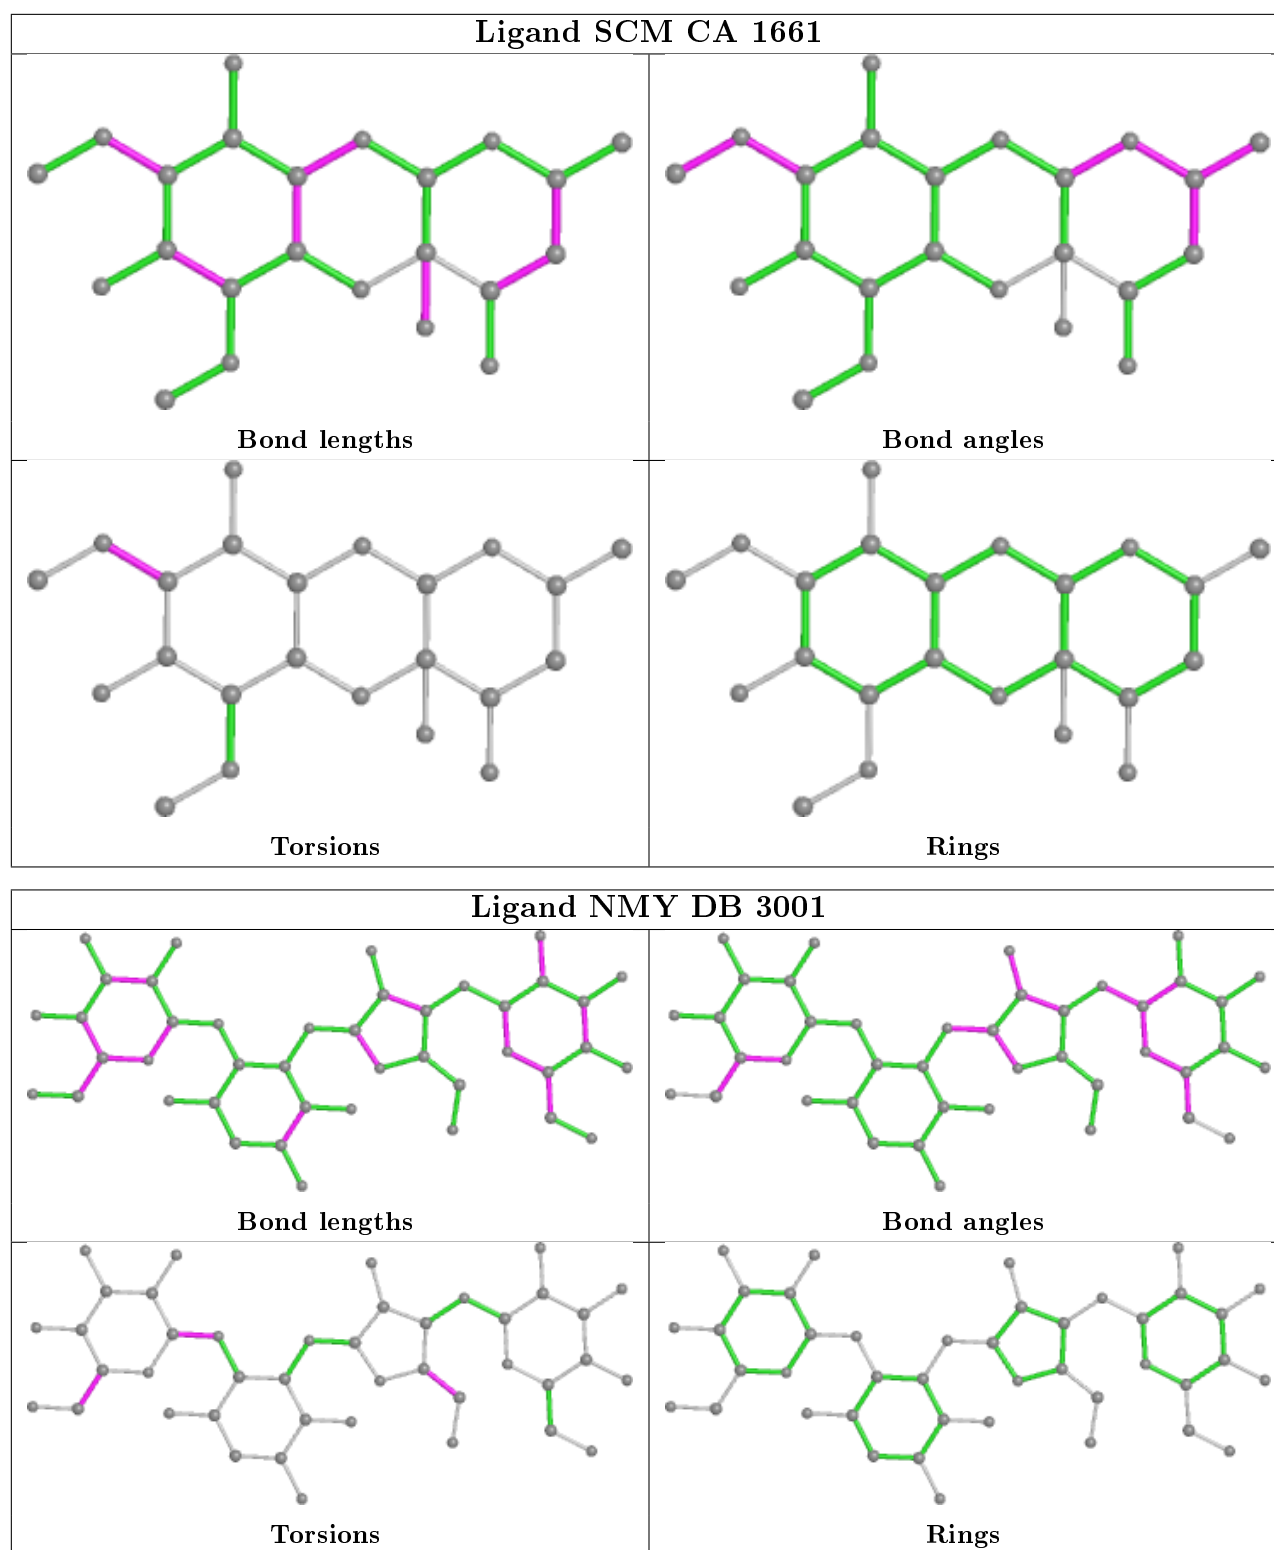 Ligand SCM CA 1661
Bond lengths
Bond angles
Torsions
Rings
Ligand NMY DB 3001
Bond lengths
Bond angles
Torsions
Rings